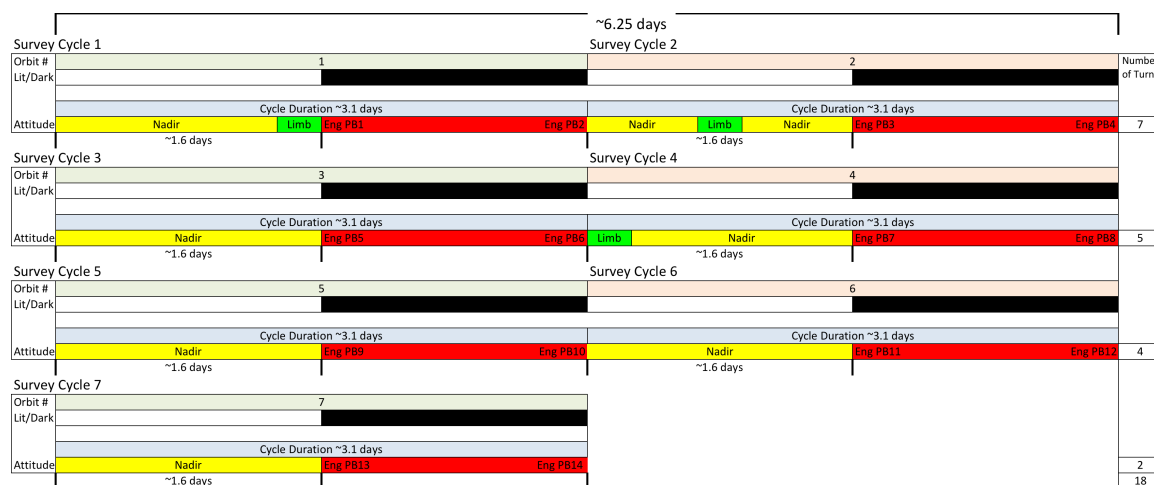 ~6.25 days
Survey Cycle 1 Survey Cycle 2
Orbit # 1 2 Numbe
Lit/Dark of Turn
Cycle Duration ~3.1 days Cycle Duration ~3.1 days
Attitude Nadir Limb Eng PB1 Eng PB2 Nadir Limb Nadir Eng PB3 Eng PB4 7
~1.6 days ~1.6 days
Survey Cycle 3 Survey Cycle 4
Orbit # 3 4
Lit/Dark
Cycle Duration ~3.1 days Cycle Duration ~3.1 days
Attitude Nadir Eng PB5 Eng PB6 Limb Nadir Eng PB7 Eng PB8 5
~1.6 days ~1.6 days
Survey Cycle 5 Survey Cycle 6
Orbit # 5 6
Lit/Dark
Cycle Duration ~3.1 days Cycle Duration ~3.1 days
Attitude Nadir Eng PB9 Eng PB10 Nadir Eng PB11 Eng PB12 4
~1.6 days ~1.6 days
Survey Cycle 7
Orbit # 7
Lit/Dark
Cycle Duration ~3.1 days
Attitude Nadir Eng PB13 Eng PB14 2
~1.6 days 18